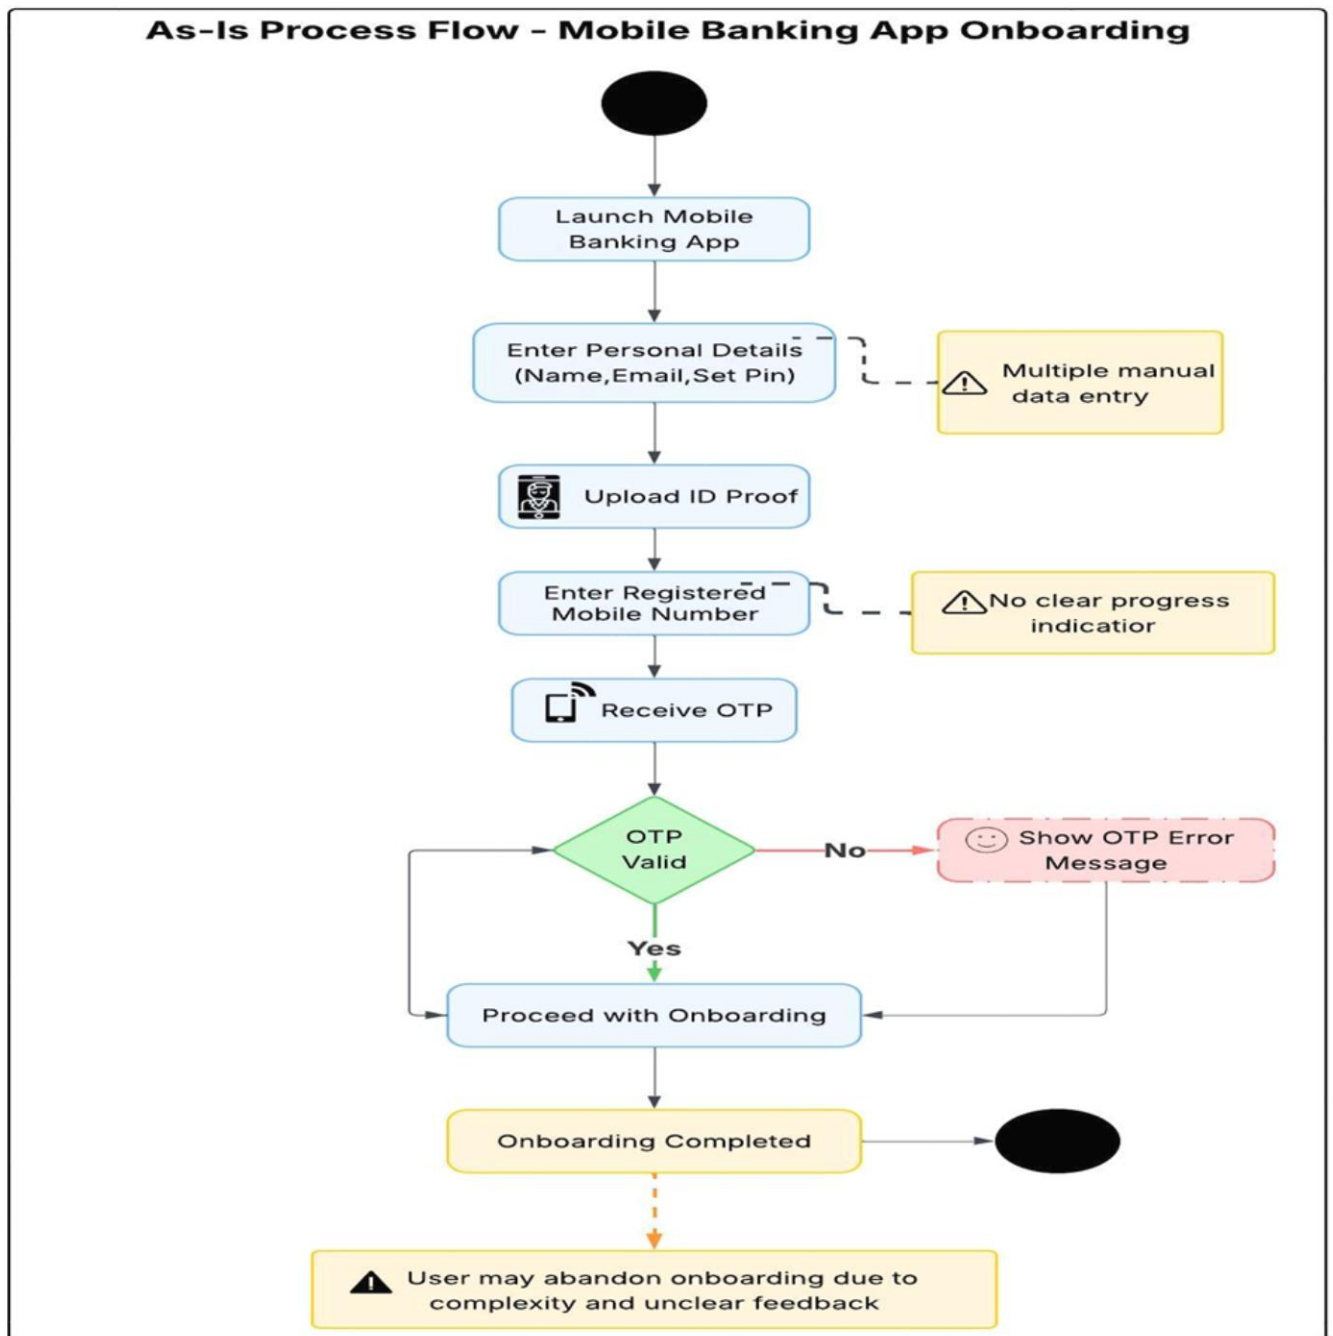 As-Is Process Flow - Mobile Banking App Onboarding
Launch Mobile
Banking App
Enter Personal Details
(Name,Email,Set Pin)
Multiple manual
data entry
Upload ID Proof
Enter Registered
Mobile Number
No clear progress
indicatior
Receive OTP
OTP
Valid
No
Show OTP Error
Message
Yes
Proceed with Onboarding
Onboarding Completed
User may abandon onboarding due to
complexity and unclear feedback